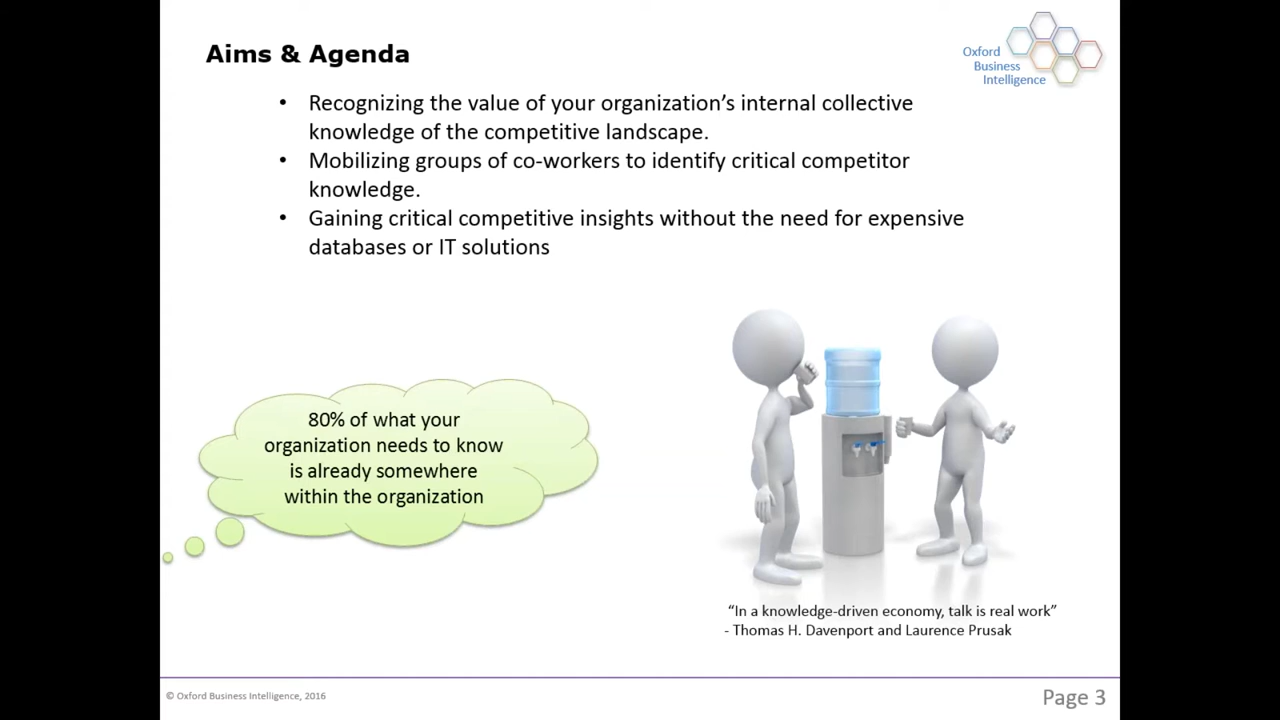 Aims & Agenda
Oxford
Business
Intelligence
• Recognizing the value of your organization’s internal collective
knowledge of the competitive landscape.
• Mobilizing groups of co-workers to identify critical competitor
knowledge.
• Gaining critical competitive insights without the need for expensive
databases or IT solutions
80% of what your
organization needs to know
is already somewhere
within the organization
“In a knowledge-driven economy, talk is real work”
- Thomas H. Davenport and Laurence Prusak
© Oxford Business Intelligence, 2016
Page 3